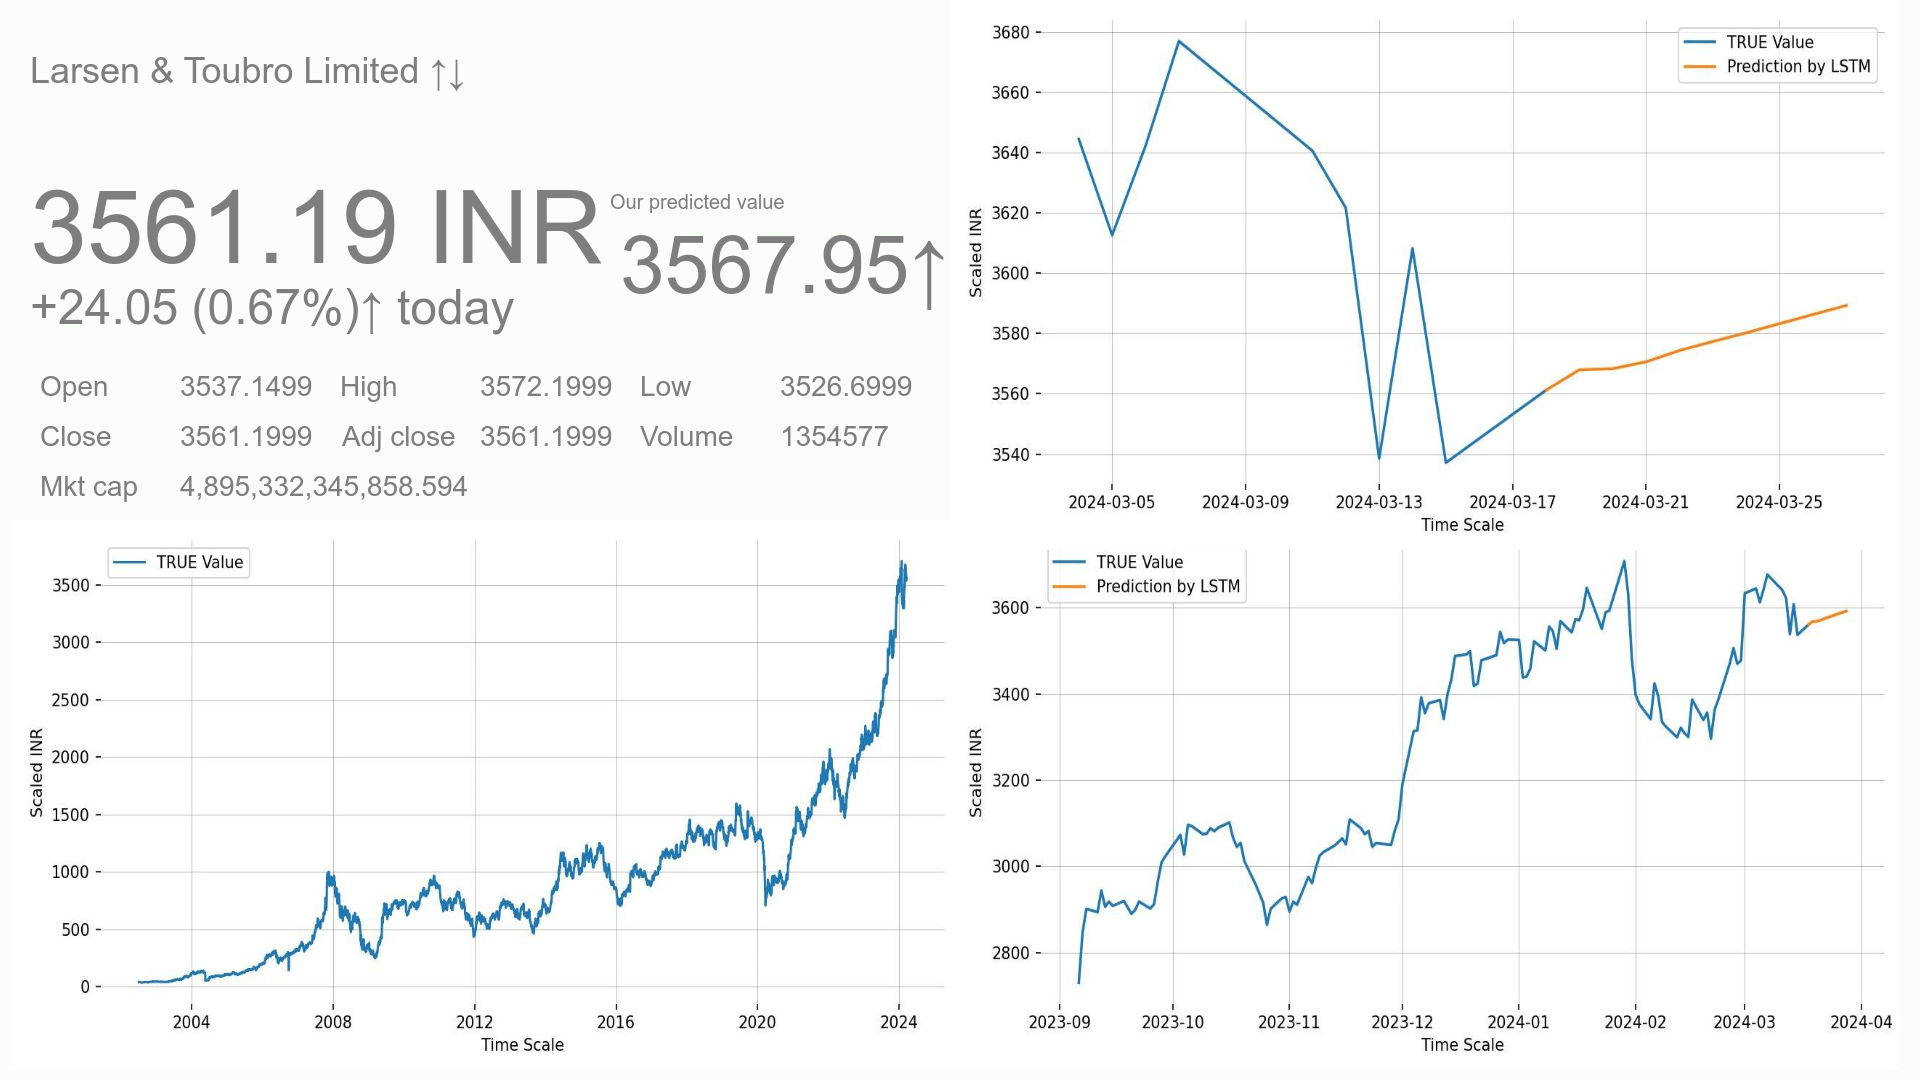 Larsen & Toubro Limited ↑↓
3561.19 INR
Our predicted value
3567.95↑
+24.05 (0.67%)↑ today
Open 3537.1499 High 3572.1999 Low 3526.6999
Close 3561.1999 Adj close 3561.1999 Volume 1354577
Mkt cap 4,895,332,345,858.594
TRUE Value
Prediction by LSTM
3680
3660
3640
3620
3600
3580
3560
3540
Scaled INR
2024-03-05 2024-03-09 2024-03-13 2024-03-17 2024-03-21 2024-03-25
Time Scale
TRUE Value
3500
3000
2500
2000
1500
1000
500
0
Scaled INR
2004 2008 2012 2016 2020 2024
Time Scale
TRUE Value
Prediction by LSTM
3600
3400
3200
3000
2800
Scaled INR
2023-09 2023-10 2023-11 2023-12 2024-01 2024-02 2024-03 2024-04
Time Scale